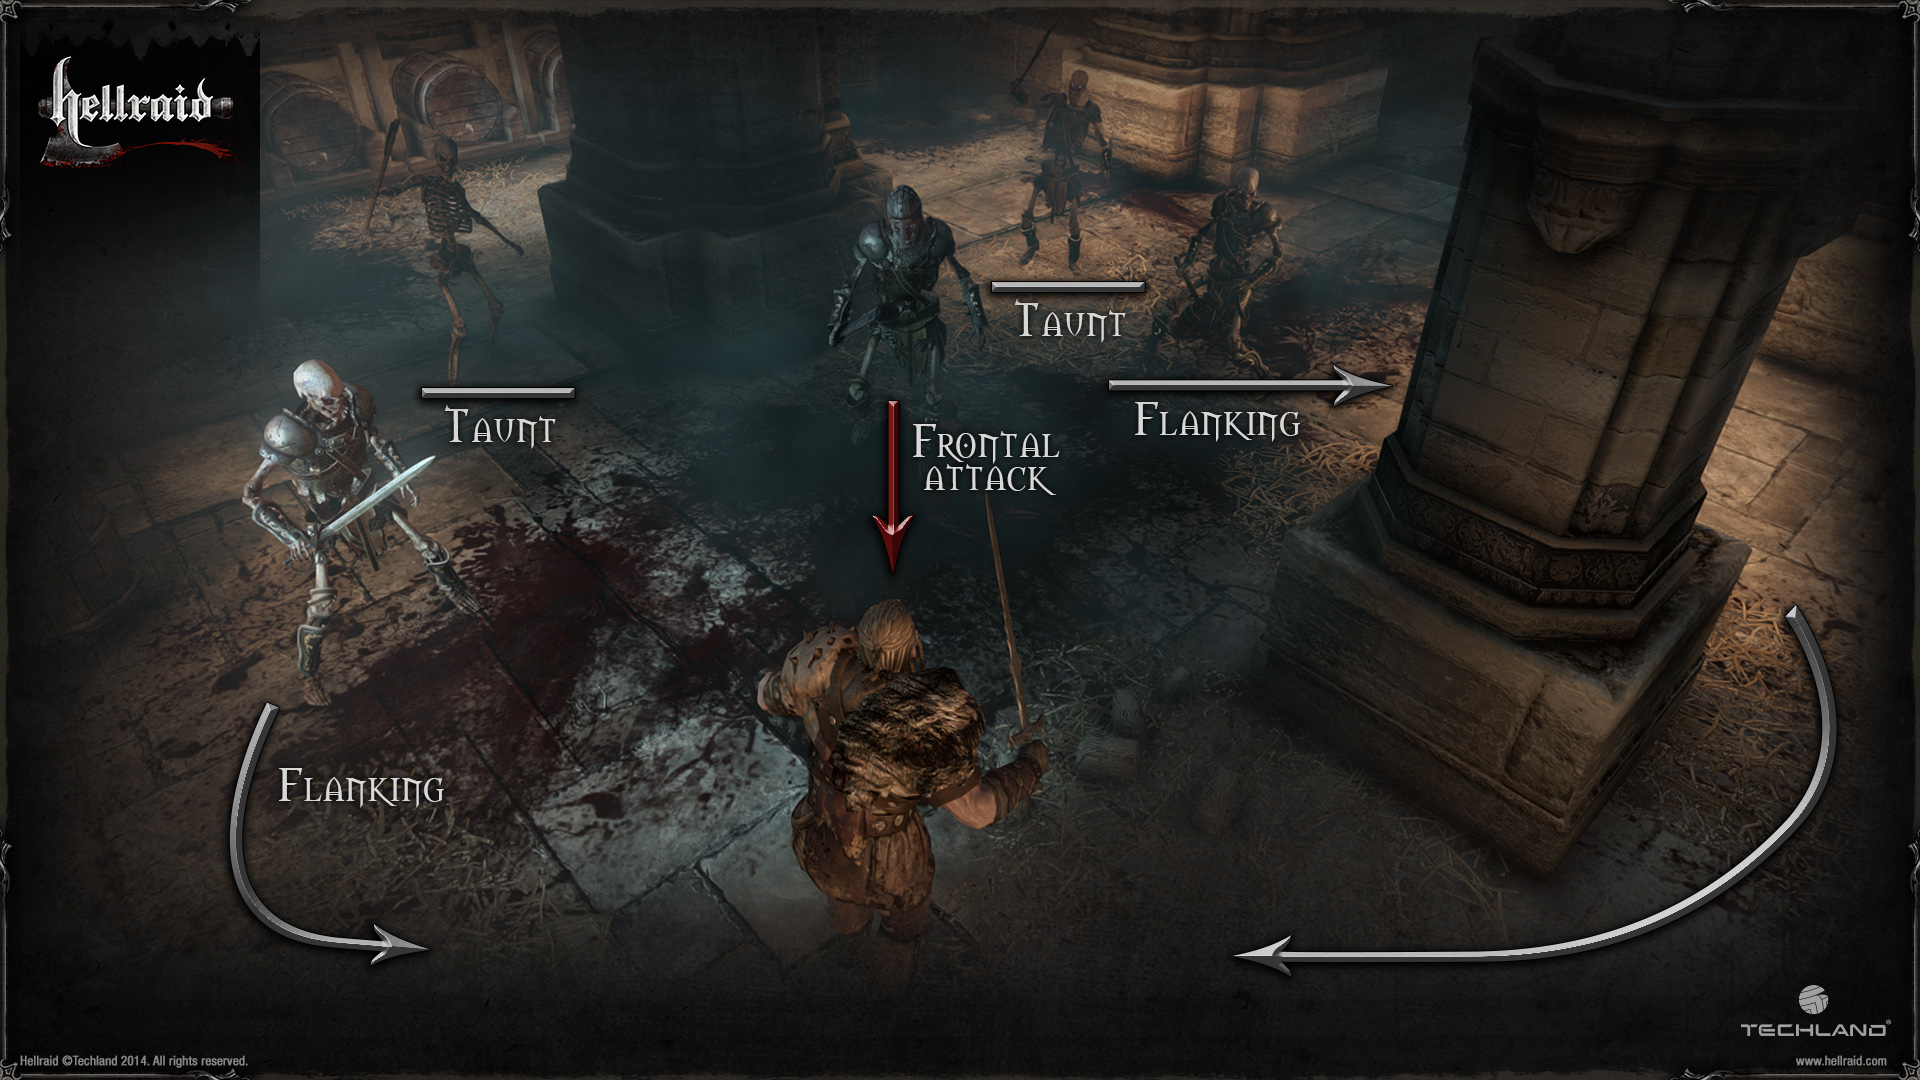 hellraid
Taunt
Taunt
Flanking
Frontal
attack
Flanking
TECHLAND®
Hellraid ©Techland 2014. All rights reserved.
www.hellraid.com